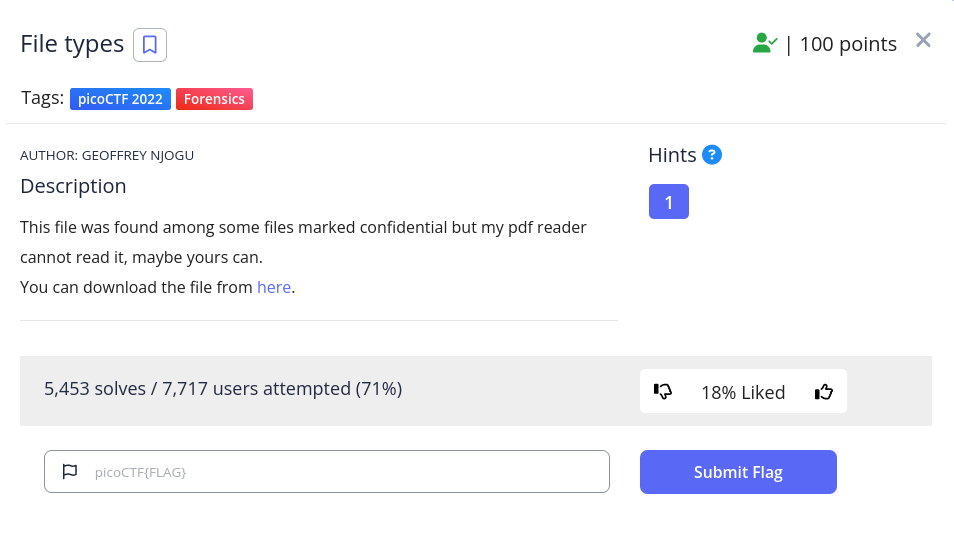 File types
| 100 points
Tags: picoCTF 2022 Forensics
AUTHOR: GEOFFREY NJOGU
Description
This file was found among some files marked confidential but my pdf reader
cannot read it, maybe yours can.
You can download the file from here.
Hints ?
1
5,453 solves / 7,717 users attempted (71%)
18% Liked
picoCTF{FLAG}
Submit Flag